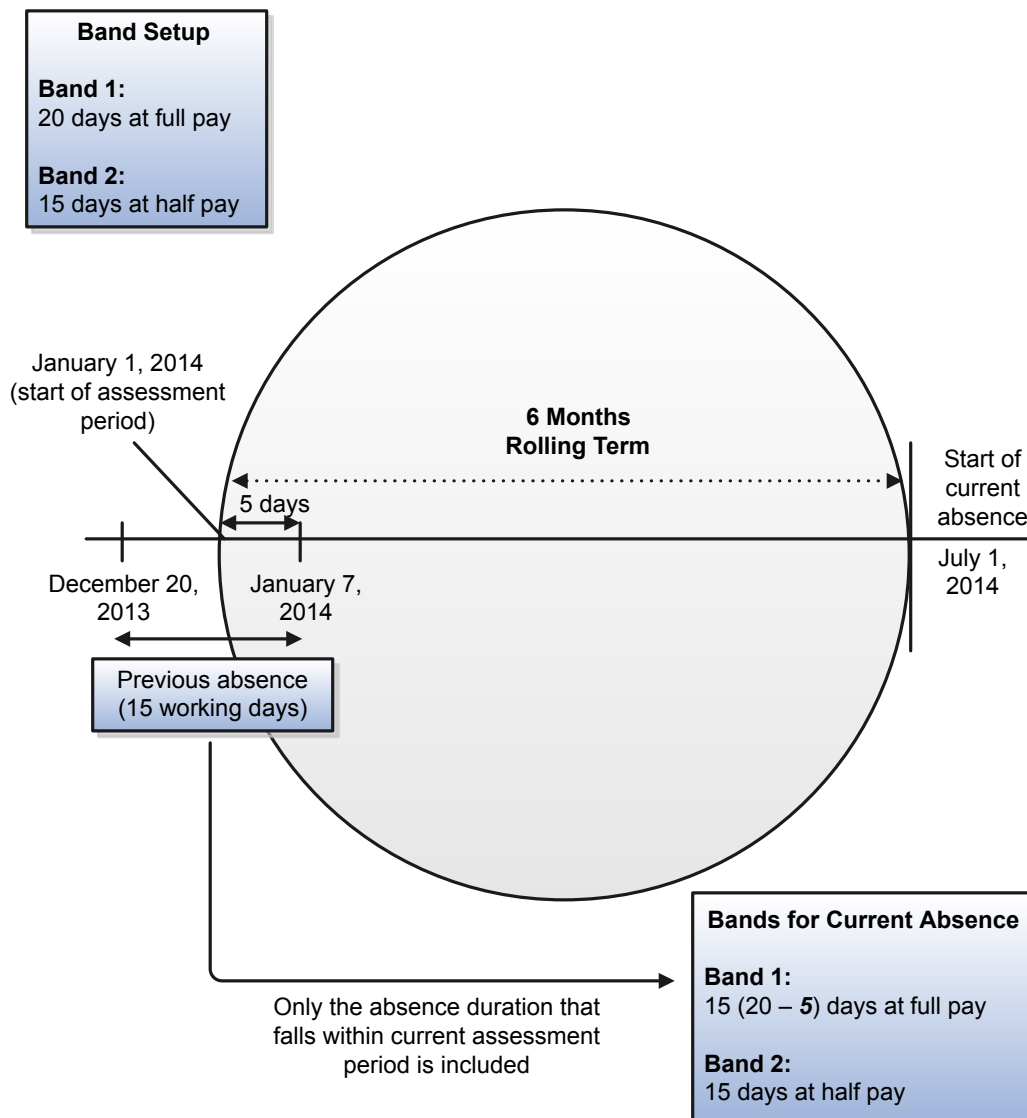 Band Setup
Band 1:
20 days at full pay
Band 2:
15 days at half pay
January 1, 2014
(start of assessment
period)
6 Months
Rolling Term
Start of
current
absence
5 days
December 20,
2013
January 7,
2014
July 1,
2014
Previous absence
(15 working days)
Only the absence duration that
falls within current assessment
period is included
Bands for Current Absence
Band 1:
15 (20 – 5) days at full pay
Band 2:
15 days at half pay